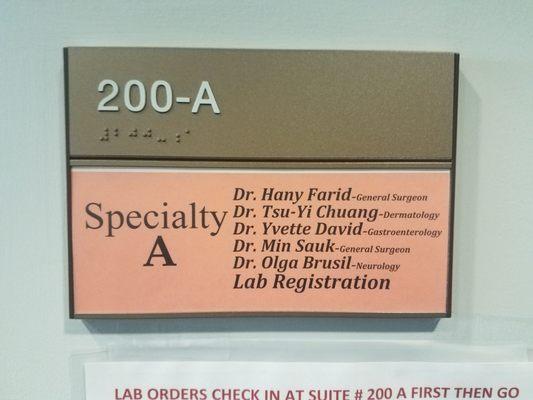 200-A
Specialty
A
Dr. Hany Farid-General Surgeon
Dr. Tsu-Yi Chuang-Dermatology
Dr. Yvette David-Gastroenterology
Dr. Min Sauk-General Surgeon
Dr. Olga Brusil-Neurology
Lab Registration
LAB ORDERS CHECK IN AT SUITE # 200 A FIRST THEN GO